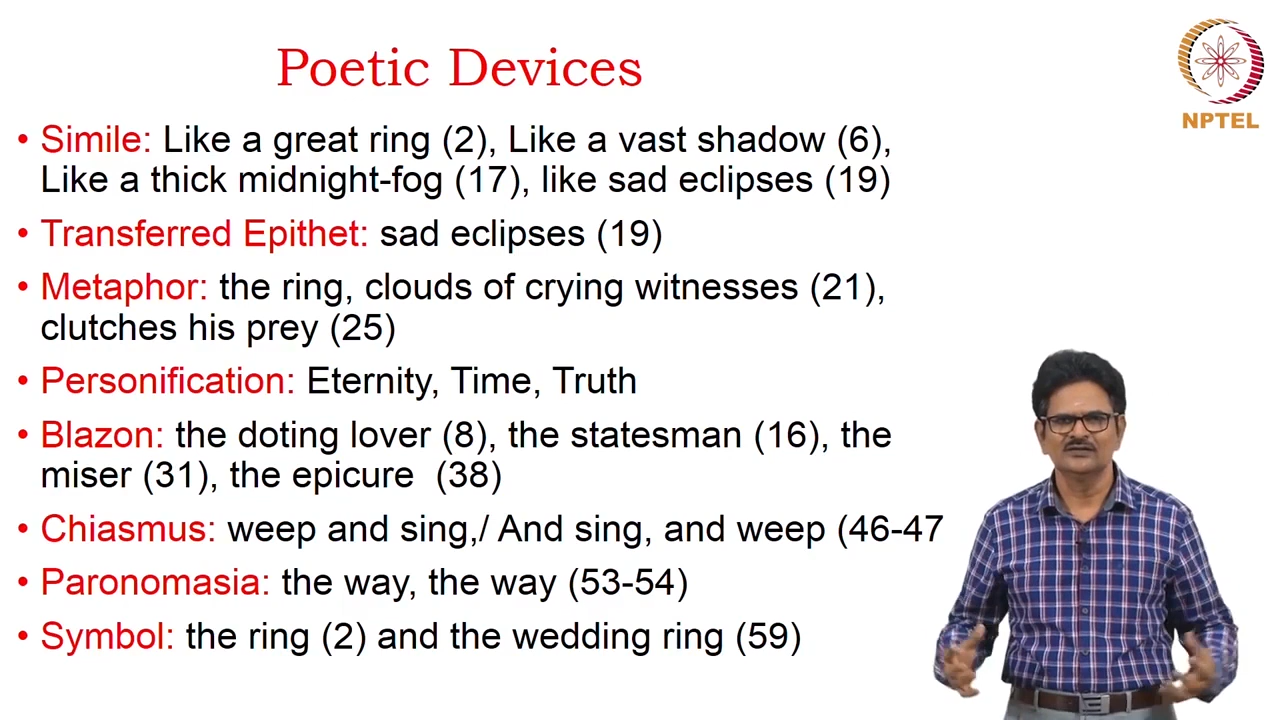 Poetic Devices
NPTEL
• Simile: Like a great ring (2), Like a vast shadow (6),
Like a thick midnight-fog (17), like sad eclipses (19)
• Transferred Epithet: sad eclipses (19)
• Metaphor: the ring, clouds of crying witnesses (21),
clutches his prey (25)
• Personification: Eternity, Time, Truth
• Blazon: the doting lover (8), the statesman (16), the
miser (31), the epicure  (38)
• Chiasmus: weep and sing,/ And sing, and weep (46-47
• Paronomasia: the way, the way (53-54)
• Symbol: the ring (2) and the wedding ring (59)